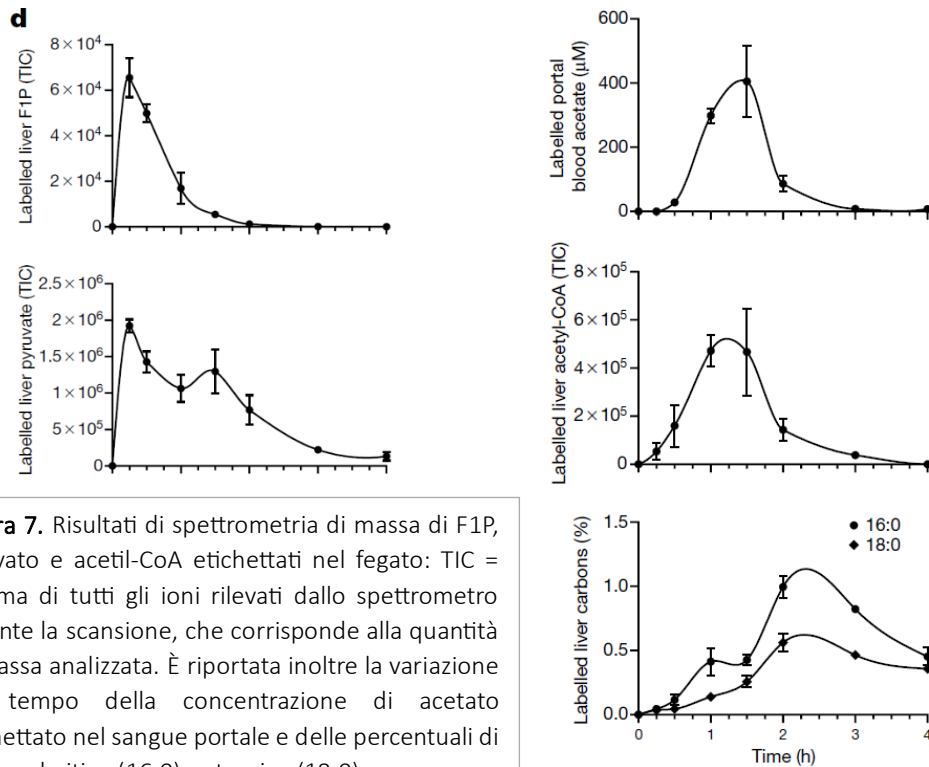 d
Labelled liver F1P (TIC)
8 × 10⁴
6 × 10⁴
4 × 10⁴
2 × 10⁴
0
Labelled liver pyruvate (TIC)
2.5 × 10⁶
2 × 10⁶
1.5 × 10⁶
1 × 10⁶
5 × 10⁵
0
Labelled portal
blood acetate (μM)
600
400
200
0
Labelled liver acetyl-CoA (TIC)
8 × 10⁵
6 × 10⁵
4 × 10⁵
2 × 10⁵
0
Labelled liver carbons (%)
1.5
1.0
0.5
0.0
16:0
18:0
0 1 2 3 4
Time (h)
ra 7. Risultati di spettrometria di massa di F1P,
vato e acetil-CoA etichettati nel fegato: TIC =
ma di tutti gli ioni rilevati dallo spettrometro
nte la scansione, che corrisponde alla quantità
assa analizzata. È riportata inoltre la variazione
tempo della concentrazione di acetato
hettato nel sangue portale e delle percentuali di
(16:0)
(18:0)